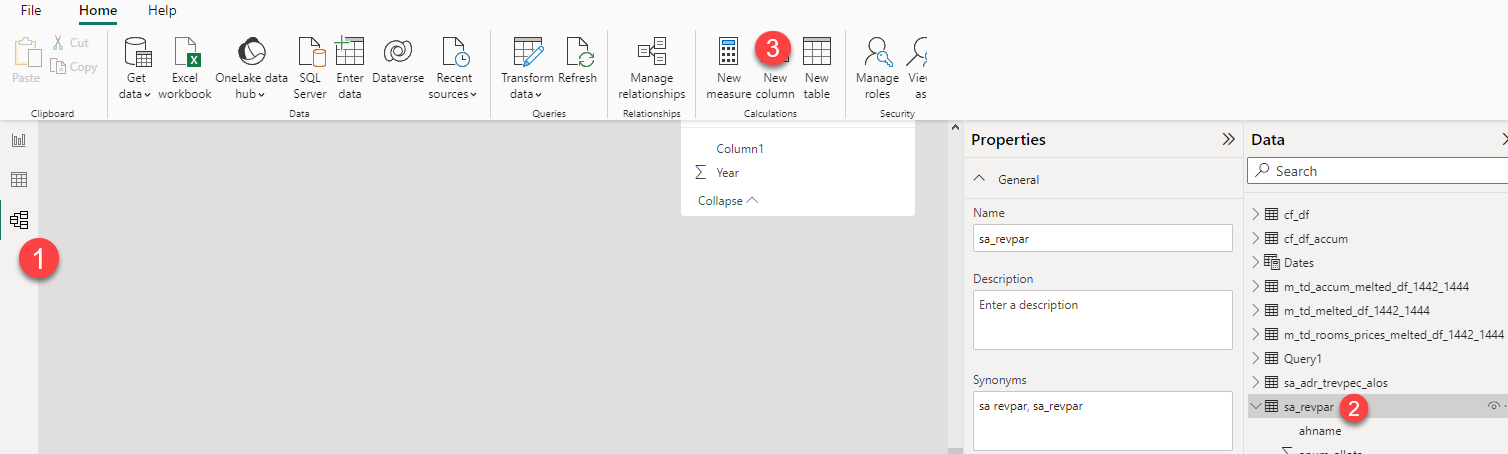 File Home Help
Paste
Cut
Copy
Clipboard
Get data
Excel workbook
OneLake data hub
SQL Server
Enter data
Dataverse
Recent sources
Data
Transform data
Refresh
Queries
Manage relationships
Relationships
New measure
3
New column
New table
Calculations
Manage roles
Security
1
Column1
Year
Collapse
Properties
General
Name
sa_revpar
Description
Enter a description
Synonyms
sa revpar, sa_revpar
Data
Search
cf_df
cf_df_accum
Dates
m_td_accum_melted_df_1442_1444
m_td_melted_df_1442_1444
m_td_rooms_prices_melted_df_1442_1444
Query1
sa_adr_trevpec_alos
sa_revpar 2
ahname